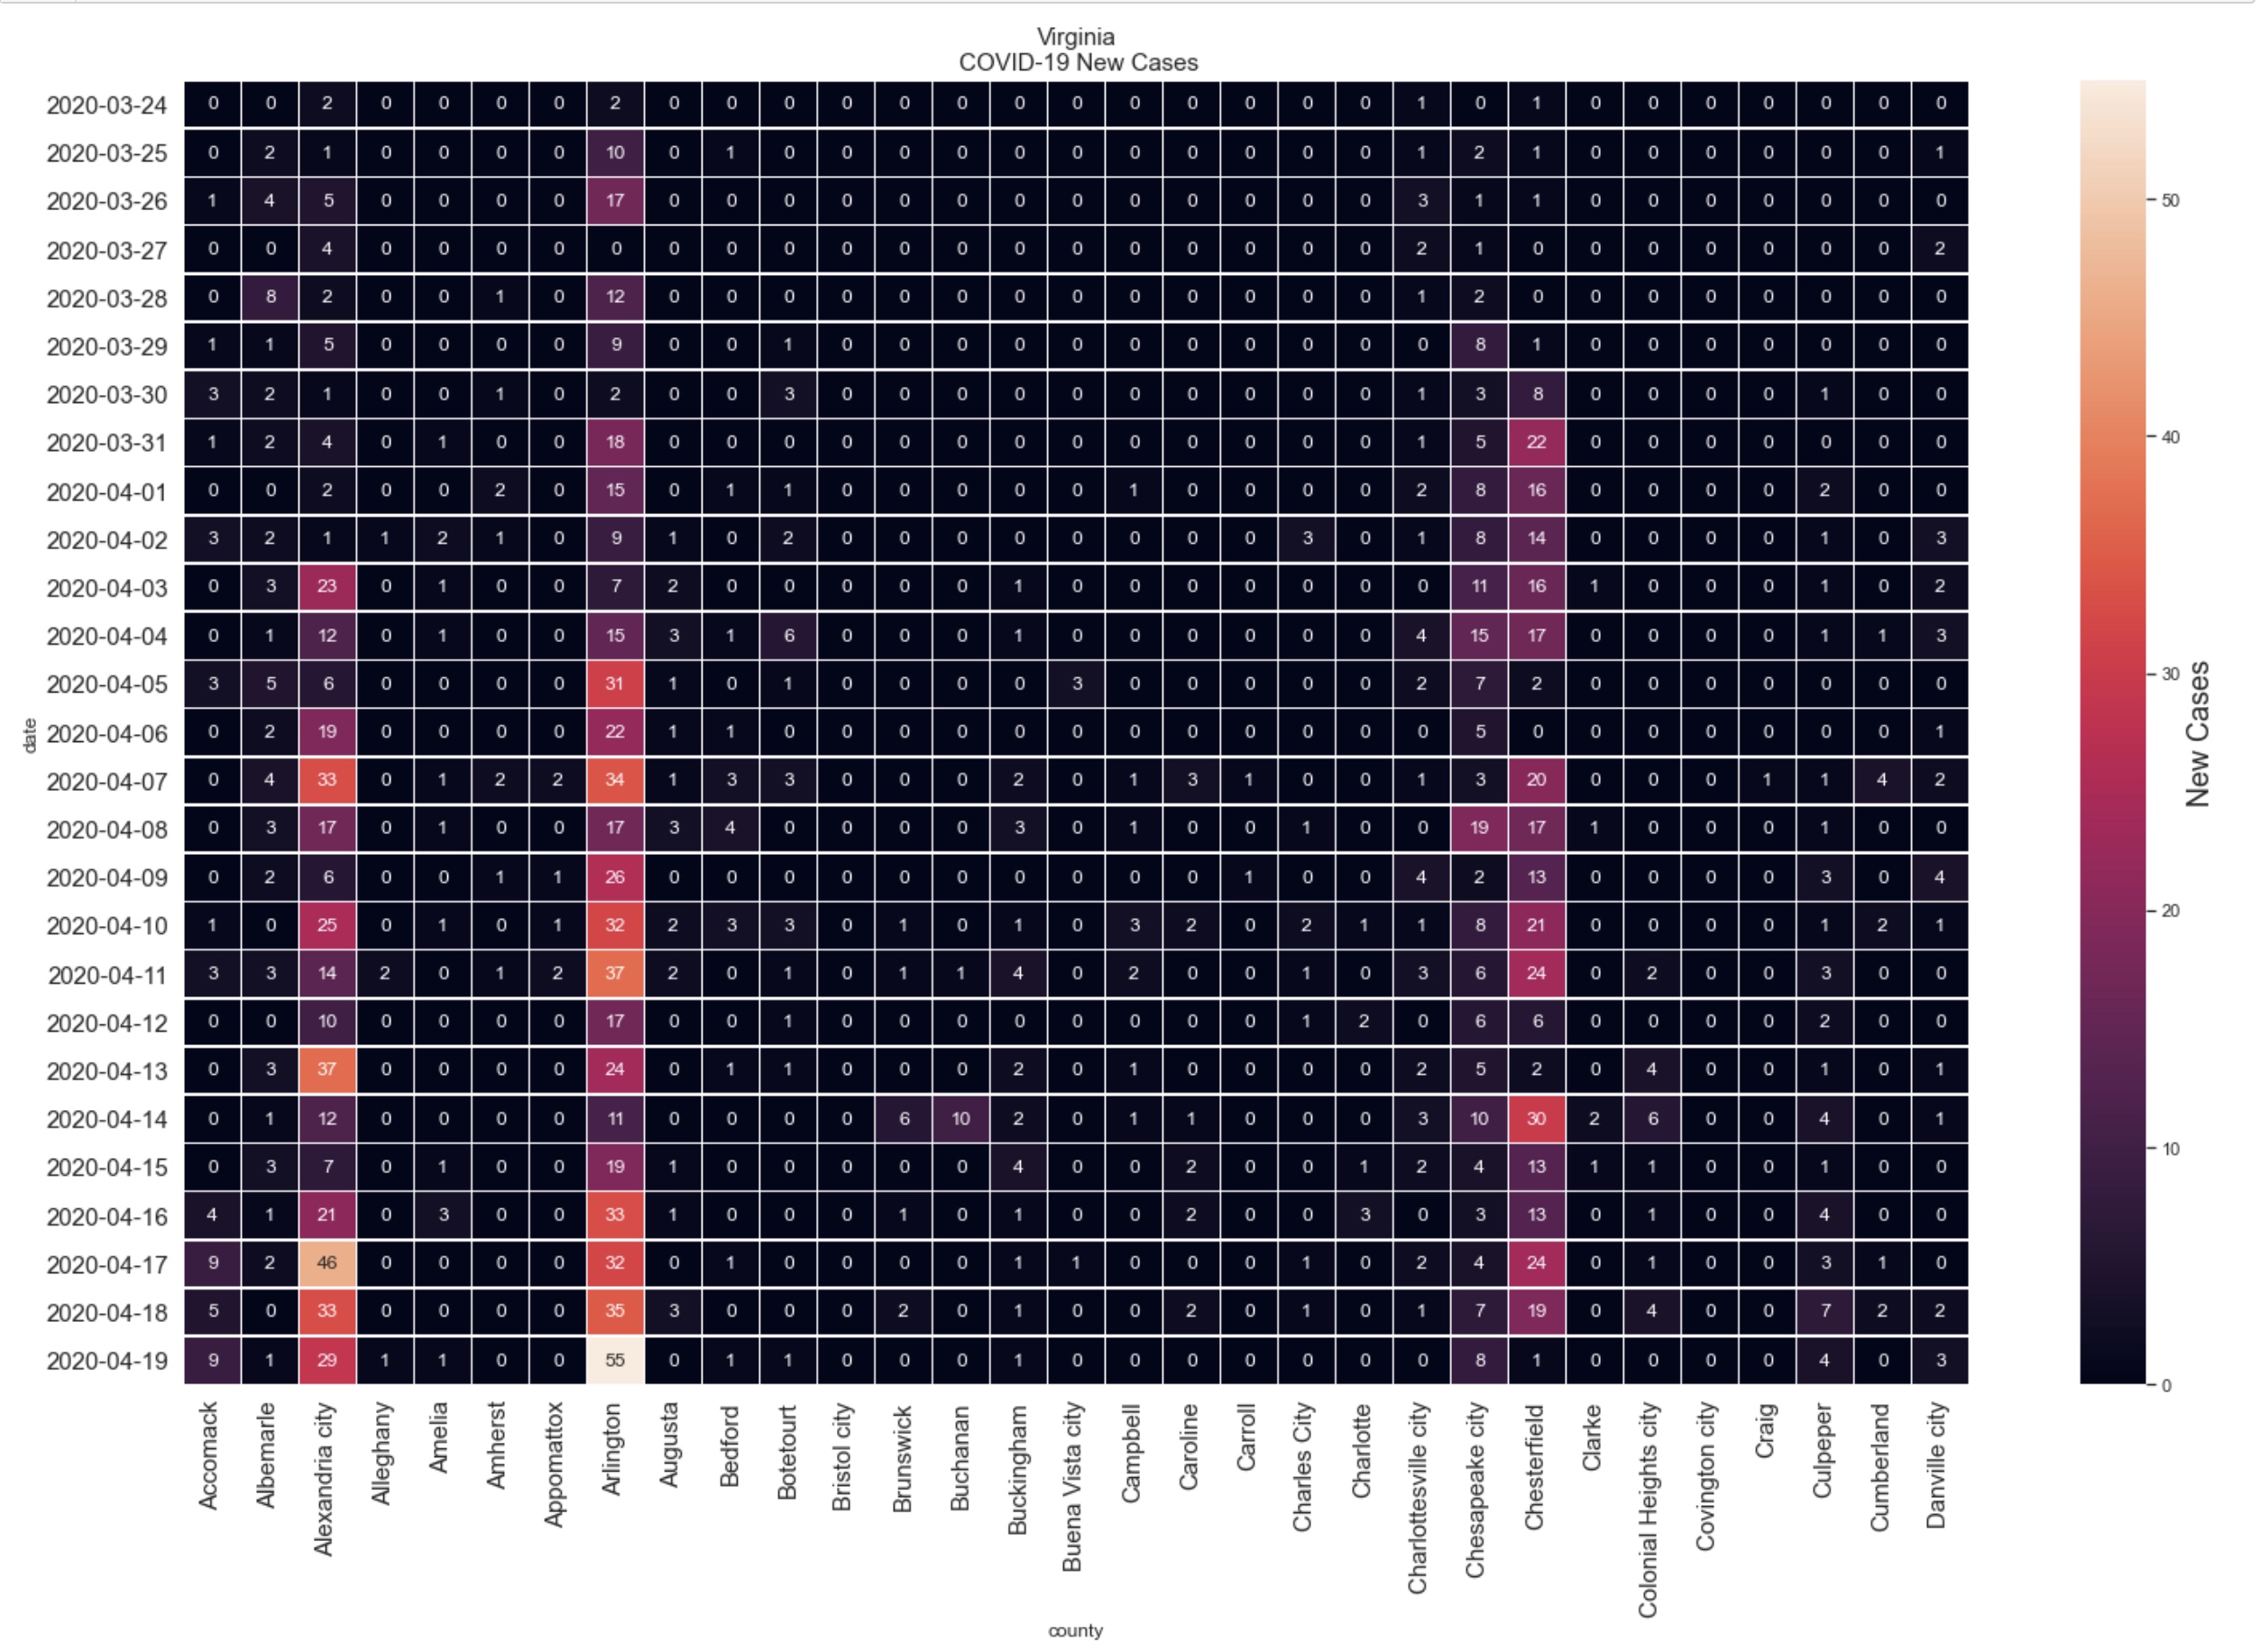 Virginia
COVID-19 New Cases
2020-03-24 0 0 2 0 0 0 0 2 0 0 0 0 0 0 0 0 0 0 0 0 0 1 0 1 0 0 0 0 0 0 0
2020-03-25 0 2 1 0 0 0 0 10 0 1 0 0 0 0 0 0 0 0 0 0 0 1 2 1 0 0 0 0 0 0 1
2020-03-26 1 4 5 0 0 0 0 17 0 0 0 0 0 0 0 0 0 0 0 0 0 3 1 1 0 0 0 0 0 0 0
2020-03-27 0 0 4 0 0 0 0 0 0 0 0 0 0 0 0 0 0 0 0 0 0 2 1 0 0 0 0 0 0 0 2
2020-03-28 0 8 2 0 0 1 0 12 0 0 0 0 0 0 0 0 0 0 0 0 0 1 2 0 0 0 0 0 0 0 0
2020-03-29 1 1 5 0 0 0 0 9 0 0 1 0 0 0 0 0 0 0 0 0 0 0 8 1 0 0 0 0 0 0 0
2020-03-30 3 2 1 0 0 1 0 2 0 0 3 0 0 0 0 0 0 0 0 0 0 1 3 8 0 0 0 0 1 0 0
2020-03-31 1 2 4 0 1 0 0 18 0 0 0 0 0 0 0 0 0 0 0 0 0 1 5 22 0 0 0 0 0 0 0
2020-04-01 0 0 2 0 0 2 0 15 0 1 1 0 0 0 0 0 1 0 0 0 0 2 8 16 0 0 0 0 2 0 0
2020-04-02 3 2 1 1 2 1 0 9 1 0 2 0 0 0 0 0 0 0 0 3 0 1 8 14 0 0 0 0 1 0 3
2020-04-03 0 3 23 0 1 0 0 7 2 0 0 0 0 0 1 0 0 0 0 0 0 0 11 16 1 0 0 0 1 0 2
2020-04-04 0 1 12 0 1 0 0 15 3 1 6 0 0 0 1 0 0 0 0 0 0 4 15 17 0 0 0 0 1 1 3
2020-04-05 3 5 6 0 0 0 0 31 1 0 1 0 0 0 0 3 0 0 0 0 0 2 7 2 0 0 0 0 0 0 0
2020-04-06 0 2 19 0 0 0 0 22 1 1 0 0 0 0 0 0 0 0 0 0 0 0 5 0 0 0 0 0 0 0 1
2020-04-07 0 4 33 0 1 2 2 34 1 3 3 0 0 0 2 0 1 3 1 0 0 1 3 20 0 0 0 1 1 4 2
2020-04-08 0 3 17 0 1 0 0 17 3 4 0 0 0 0 3 0 1 0 0 1 0 0 19 17 1 0 0 0 1 0 0
2020-04-09 0 2 6 0 0 1 1 26 0 0 0 0 0 0 0 0 0 0 1 0 0 4 2 13 0 0 0 0 3 0 4
2020-04-10 1 0 25 0 1 0 1 32 2 3 3 0 1 0 1 0 3 2 0 2 1 1 8 21 0 0 0 0 1 2 1
2020-04-11 3 3 14 2 0 1 2 37 2 0 1 0 1 1 4 0 2 0 0 1 0 3 6 24 0 2 0 0 3 0 0
2020-04-12 0 0 10 0 0 0 0 17 0 0 1 0 0 0 0 0 0 0 0 1 2 0 6 6 0 0 0 0 2 0 0
2020-04-13 0 3 37 0 0 0 0 24 0 1 1 0 0 0 2 0 1 0 0 0 0 2 5 2 0 4 0 0 1 0 1
2020-04-14 0 1 12 0 0 0 0 11 0 0 0 0 6 10 2 0 1 1 0 0 0 3 10 30 2 6 0 0 4 0 1
2020-04-15 0 3 7 0 1 0 0 19 1 0 0 0 0 0 4 0 0 2 0 0 1 2 4 13 1 1 0 0 1 0 0
2020-04-16 4 1 21 0 3 0 0 33 1 0 0 0 1 0 1 0 0 2 0 0 3 0 3 13 0 1 0 0 4 0 0
2020-04-17 9 2 46 0 0 0 0 32 0 1 0 0 0 0 1 1 0 0 0 1 0 2 4 24 0 1 0 0 3 1 0
2020-04-18 5 0 33 0 0 0 0 35 3 0 0 0 2 0 1 0 0 2 0 1 0 1 7 19 0 4 0 0 7 2 2
2020-04-19 9 1 29 1 1 0 0 55 0 1 1 0 0 0 1 0 0 0 0 0 0 0 8 1 0 0 0 0 4 0 3
date
Accomack
Albemarle
Alexandria city
Alleghany
Amelia
Amherst
Appomattox
Arlington
Augusta
Bedford
Botetourt
Bristol city
Brunswick
Buchanan
Buckingham
Buena Vista city
Campbell
Caroline
Carroll
Charles City
Charlotte
Charlottesville city
Chesapeake city
Chesterfield
Clarke
Colonial Heights city
Covington city
Craig
Culpeper
Cumberland
Danville city
county
50
40
30
20
10
0
New Cases